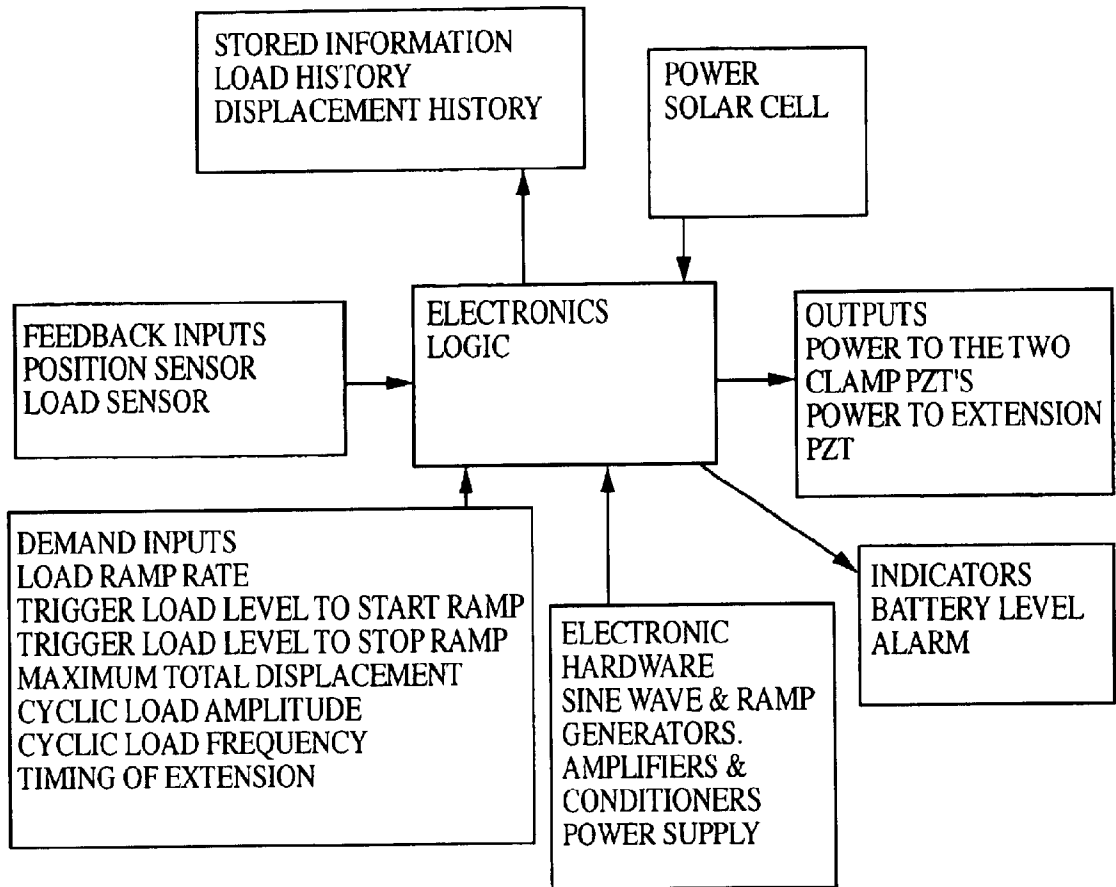 STORED INFORMATION
LOAD HISTORY
DISPLACEMENT HISTORY
POWER
SOLAR CELL
FEEDBACK INPUTS
POSITION SENSOR
LOAD SENSOR
ELECTRONICS
LOGIC
OUTPUTS
POWER TO THE TWO
CLAMP PZT'S
POWER TO EXTENSION
PZT
DEMAND INPUTS
LOAD RAMP RATE
TRIGGER LOAD LEVEL TO START RAMP
TRIGGER LOAD LEVEL TO STOP RAMP
MAXIMUM TOTAL DISPLACEMENT
CYCLIC LOAD AMPLITUDE
CYCLIC LOAD FREQUENCY
TIMING OF EXTENSION
ELECTRONIC
HARDWARE
SINE WAVE & RAMP
GENERATORS.
AMPLIFIERS &
CONDITIONERS
POWER SUPPLY
INDICATORS
BATTERY LEVEL
ALARM